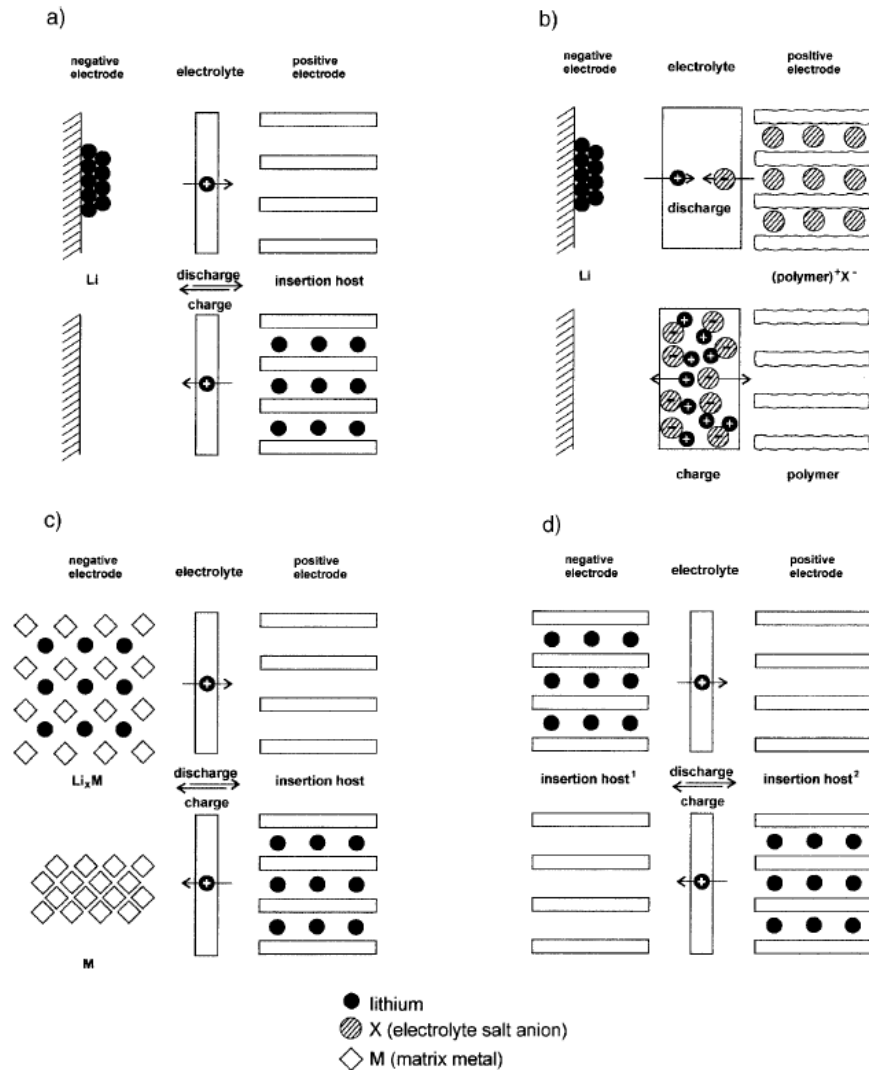 a)
negative
electrode
electrolyte
positive
electrode
+
Li
discharge
charge
insertion host
+
b)
negative
electrode
electrolyte
positive
electrode
+ -
discharge
Li
(polymer)⁺X⁻
charge
polymer
c)
negative
electrode
electrolyte
positive
electrode
+
LiₓM
discharge
charge
insertion host
+
M
d)
negative
electrode
electrolyte
positive
electrode
+
insertion host¹
discharge
charge
insertion host²
+
lithium
X (electrolyte salt anion)
M (matrix metal)